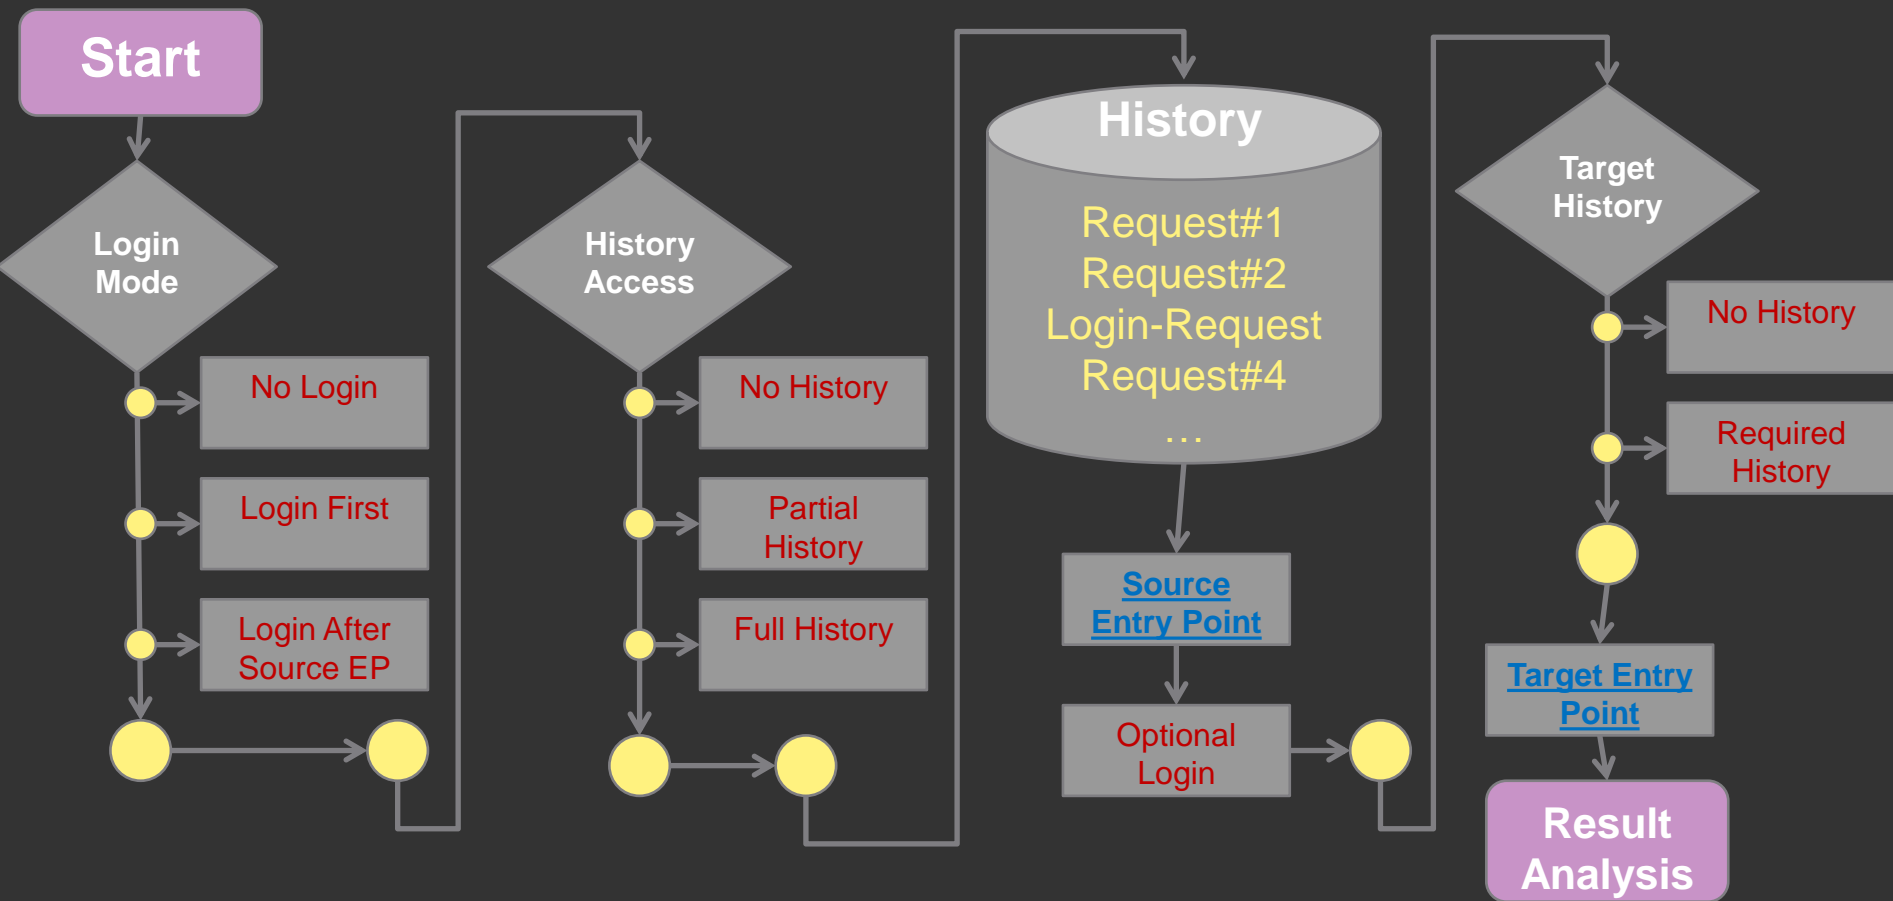 Start
Login
Mode
No Login
Login First
Login After
Source EP
History
Access
No History
Partial
History
Full History
History
Request#1
Request#2
Login-Request
Request#4
…
Source
Entry Point
Optional
Login
Target
History
No History
Required
History
Target Entry
Point
Result
Analysis